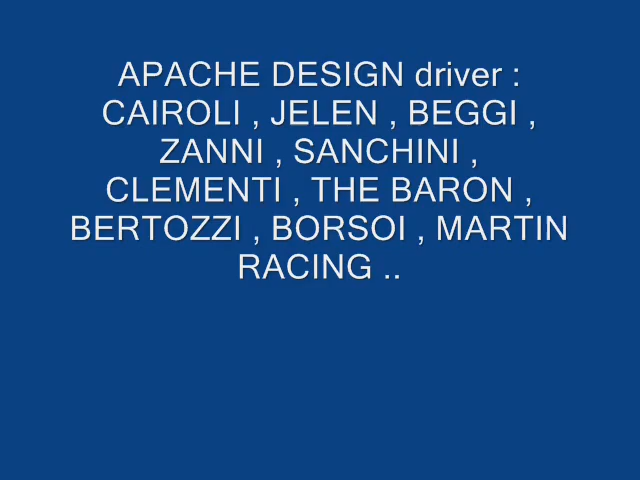 APACHE DESIGN driver :
CAIROLI , JELEN , BEGGI ,
ZANNI , SANCHINI ,
CLEMENTI , THE BARON ,
BERTOZZI , BORSOI , MARTIN
RACING ..